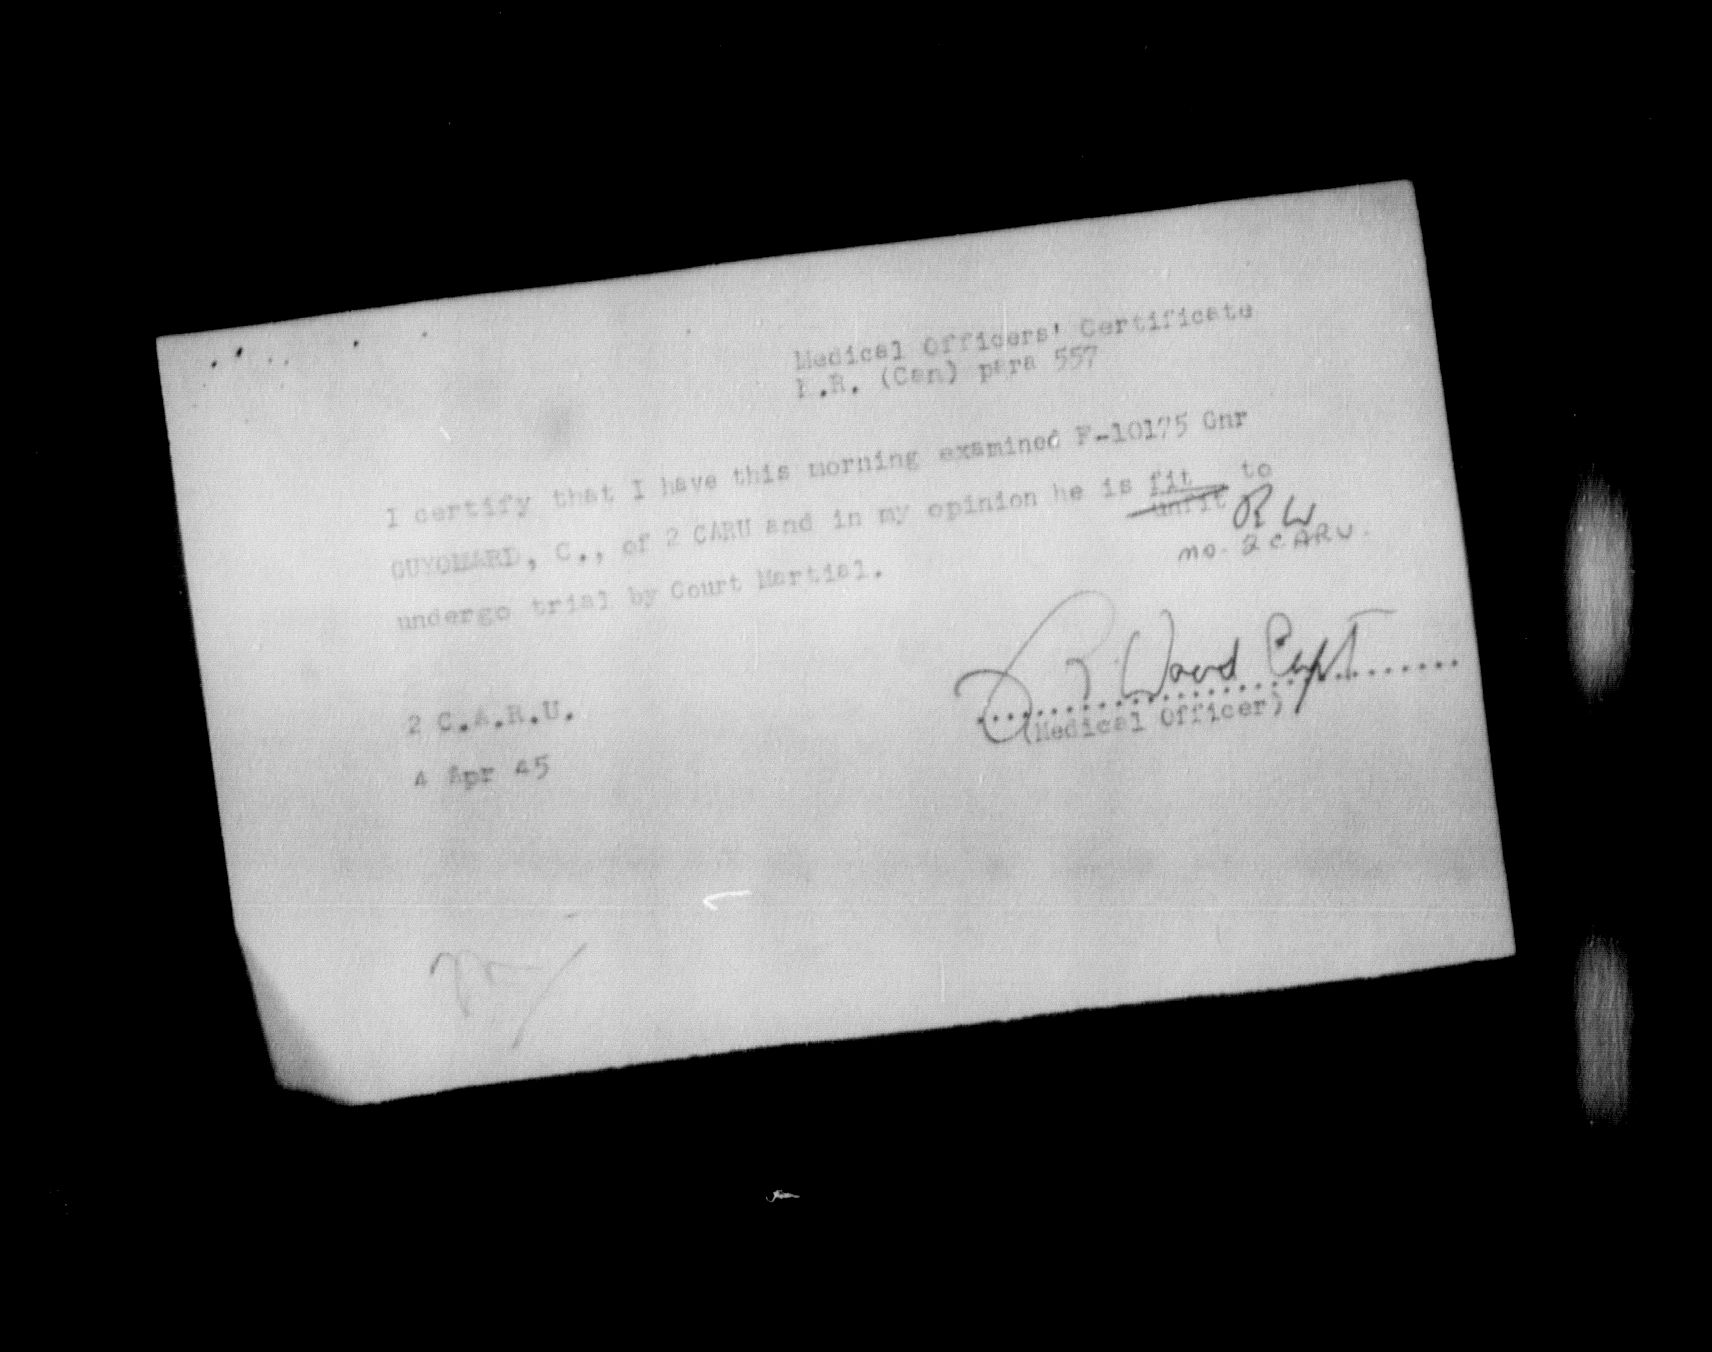 Medical Officers' Certificate
K.R. (Can) para 557
I certify that I have this morning examined F-10175 Gnr
GUYOMARD, C., of 2 CARU and in my opinion he is fit to
unfit RW
MO. 2 CARU.
undergo trial by Court Martial.
R. Wood Capt
(Medical Officer)
2 C.A.R.U.
4 Apr 45